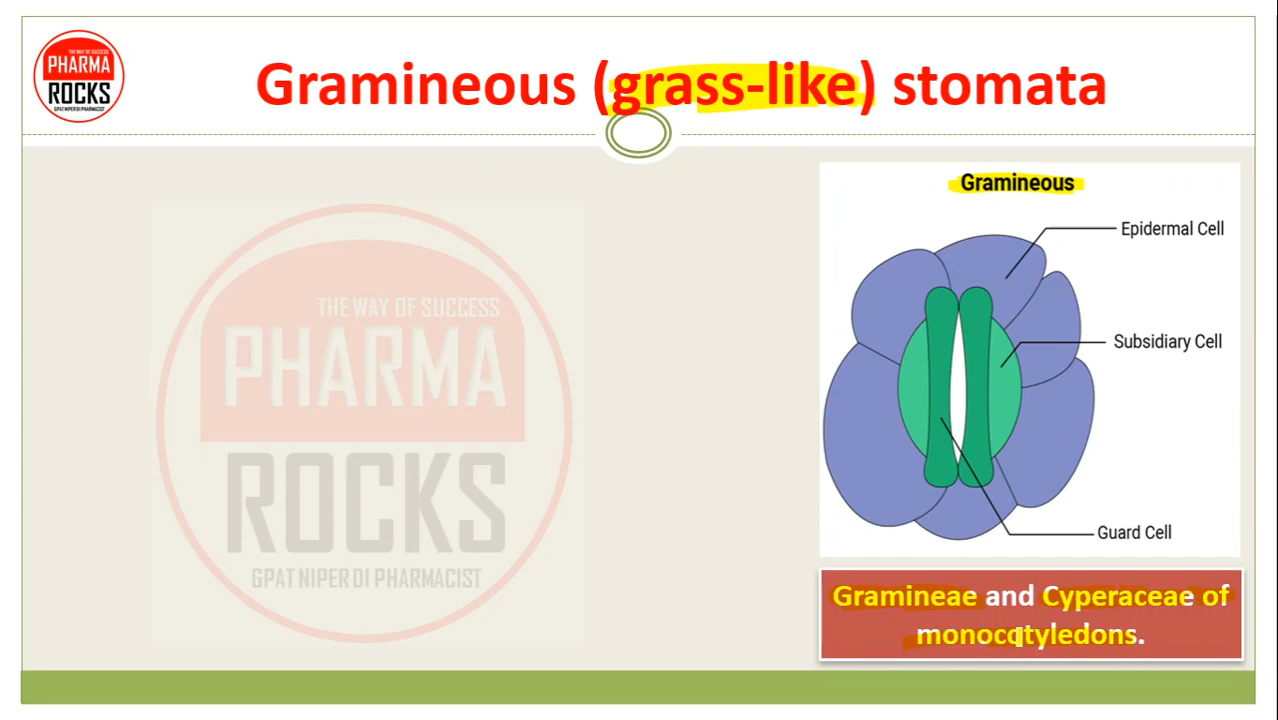 THE WAY OF SUCCESS
PHARMA
ROCKS
GPAT NIPER DI PHARMACIST
Gramineous (grass-like) stomata
THE WAY OF SUCCESS
PHARMA
ROCKS
GPAT NIPER DI PHARMACIST
Gramineous
Epidermal Cell
Subsidiary Cell
Guard Cell
Gramineae and Cyperaceae of
monocotyledons.